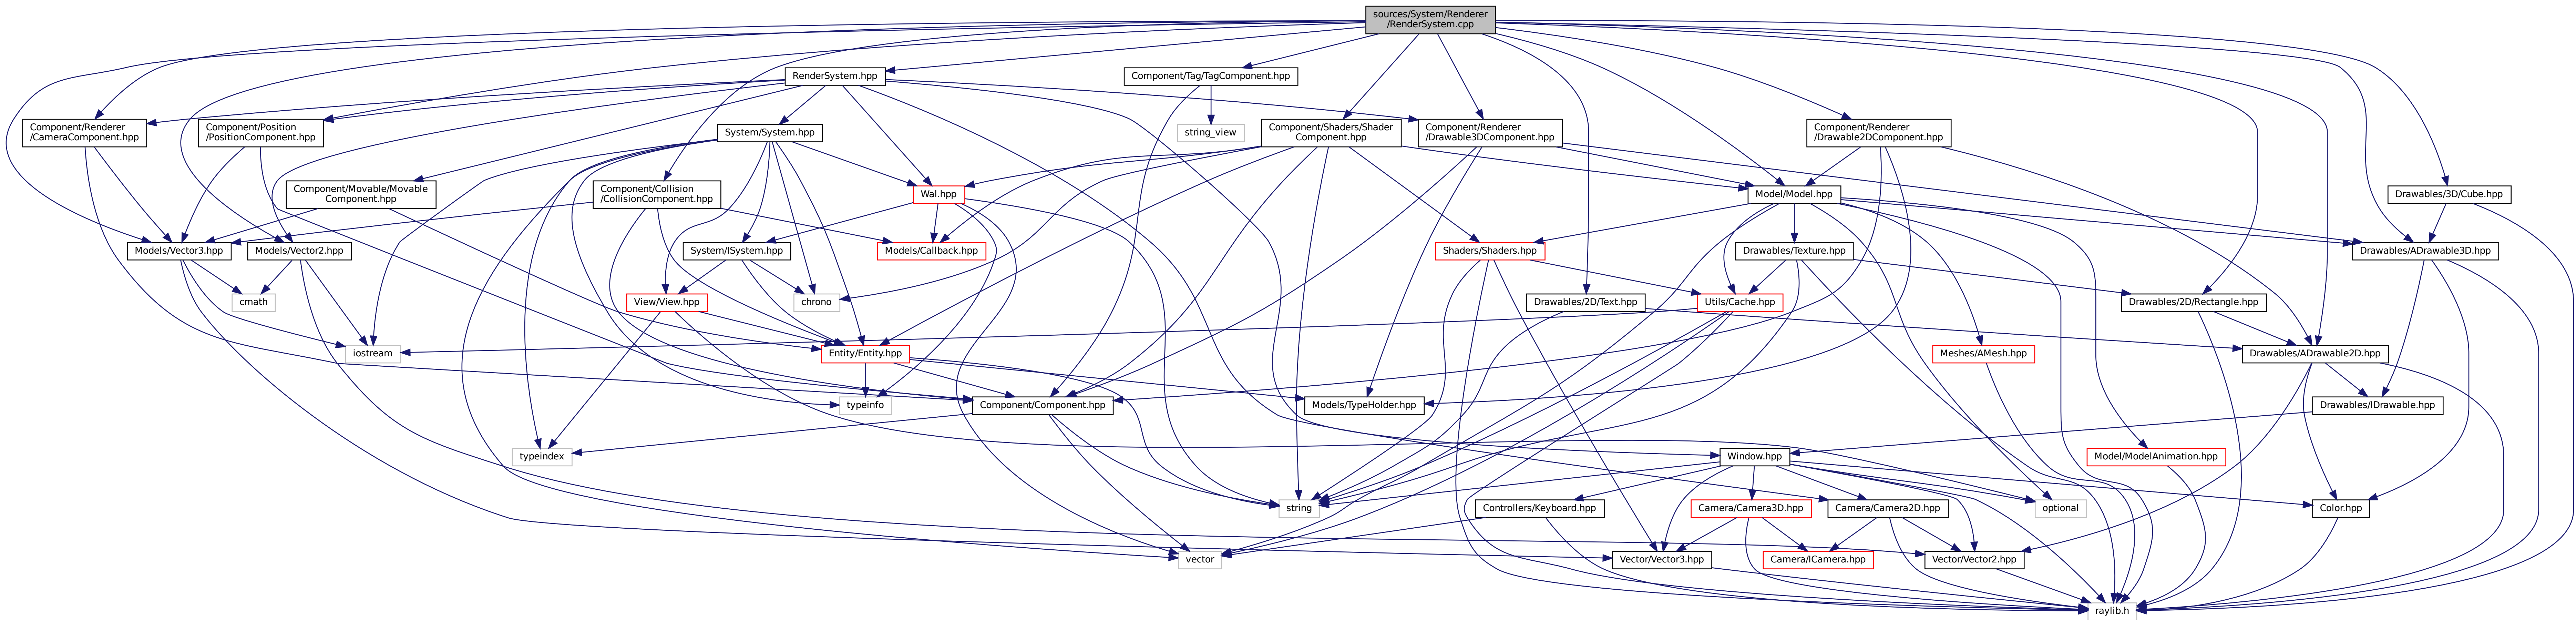 sources/System/Renderer
/RenderSystem.cpp
RenderSystem.hpp
Component/Tag/TagComponent.hpp
Component/Renderer
/CameraComponent.hpp
Component/Position
/PositionComponent.hpp
System/System.hpp
string_view
Component/Shaders/Shader
Component.hpp
Component/Renderer
/Drawable3DComponent.hpp
Component/Renderer
/Drawable2DComponent.hpp
Component/Movable/Movable
Component.hpp
Component/Collision
/CollisionComponent.hpp
Wal.hpp
Model/Model.hpp
Drawables/3D/Cube.hpp
Models/Vector3.hpp
Models/Vector2.hpp
System/ISystem.hpp
Models/Callback.hpp
Shaders/Shaders.hpp
Drawables/Texture.hpp
Drawables/ADrawable3D.hpp
cmath
View/View.hpp
chrono
Drawables/2D/Text.hpp
Utils/Cache.hpp
Drawables/2D/Rectangle.hpp
iostream
Entity/Entity.hpp
Meshes/AMesh.hpp
Drawables/ADrawable2D.hpp
typeinfo
Component/Component.hpp
Models/TypeHolder.hpp
Drawables/IDrawable.hpp
typeindex
Window.hpp
Model/ModelAnimation.hpp
string
Controllers/Keyboard.hpp
Camera/Camera3D.hpp
Camera/Camera2D.hpp
optional
Color.hpp
vector
Vector/Vector3.hpp
Camera/ICamera.hpp
Vector/Vector2.hpp
raylib.h